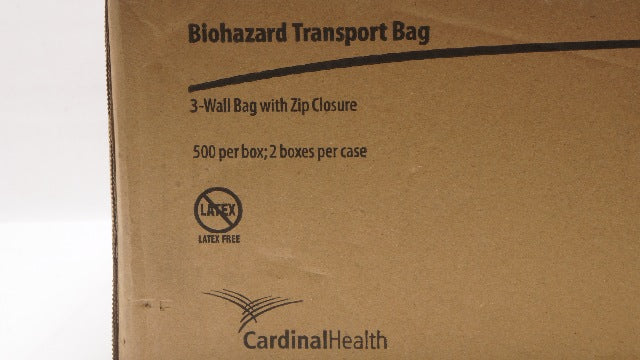 Biohazard Transport Bag
3-Wall Bag with Zip Closure
500 per box; 2 boxes per case
LATEX
LATEX FREE
CardinalHealth